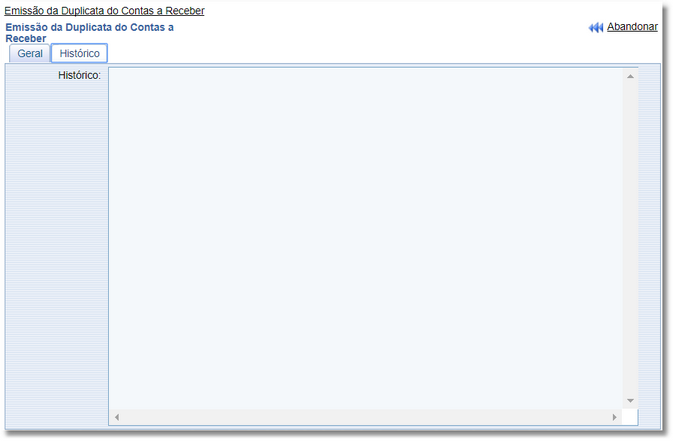 Emissão da Duplicata do Contas a Receber
Emissão da Duplicata do Contas a
Receber
Abandonar
Geral
Histórico
Histórico: